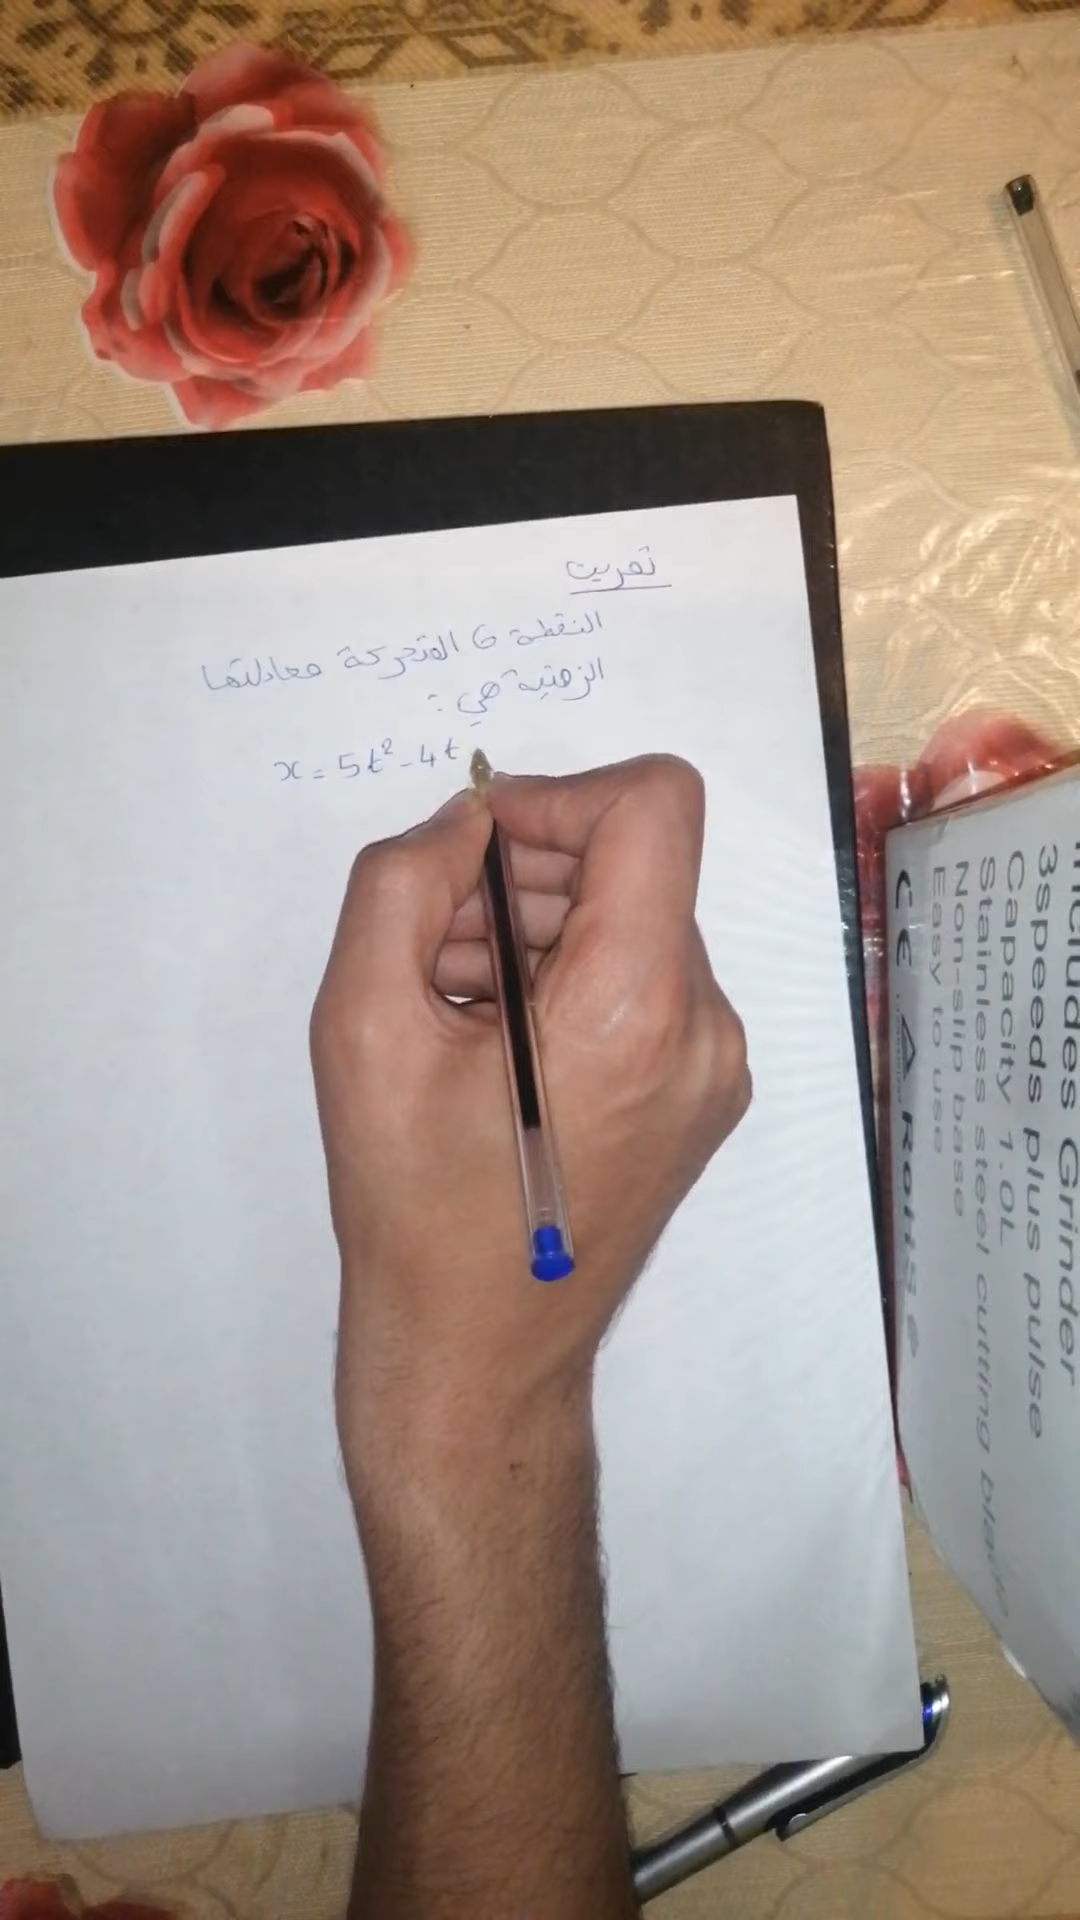 تمرين
النقطة G المتحركة معادلتها
الزمنية هي :
x = 5t² - 4t
Includes Grinder
3speeds plus pulse
Capacity 1.0L
Stainless steel cutting
Non-slip base
Easy to use
CE